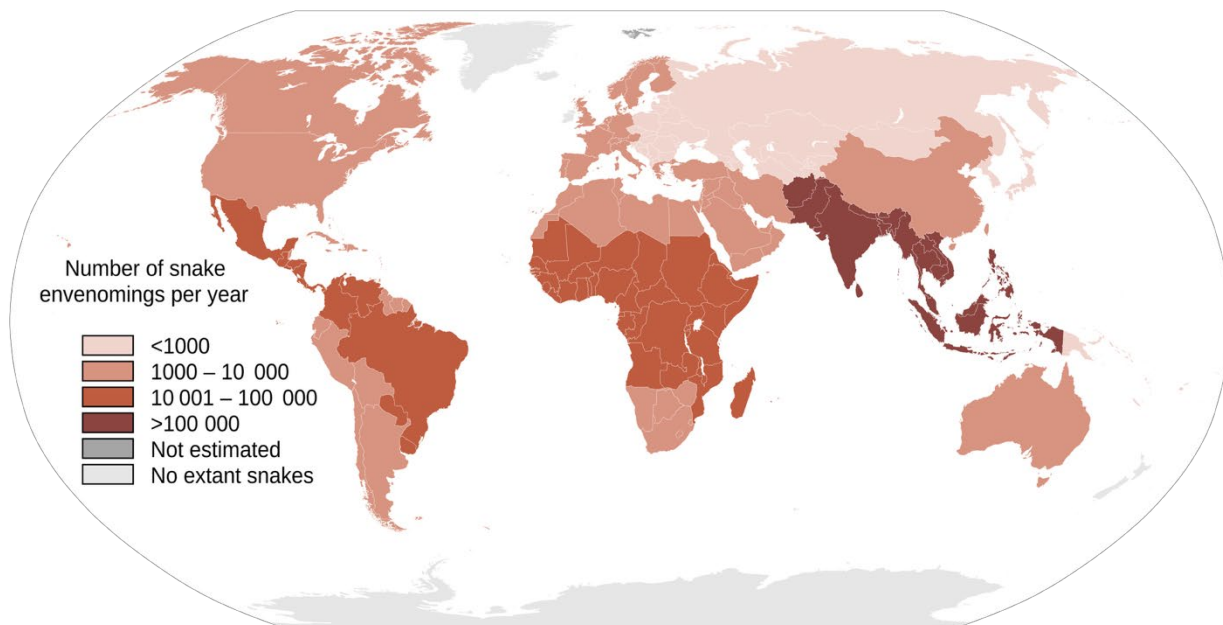 Number of snake
envenomings per year
<1000
1000 – 10 000
10 001 – 100 000
>100 000
Not estimated
No extant snakes